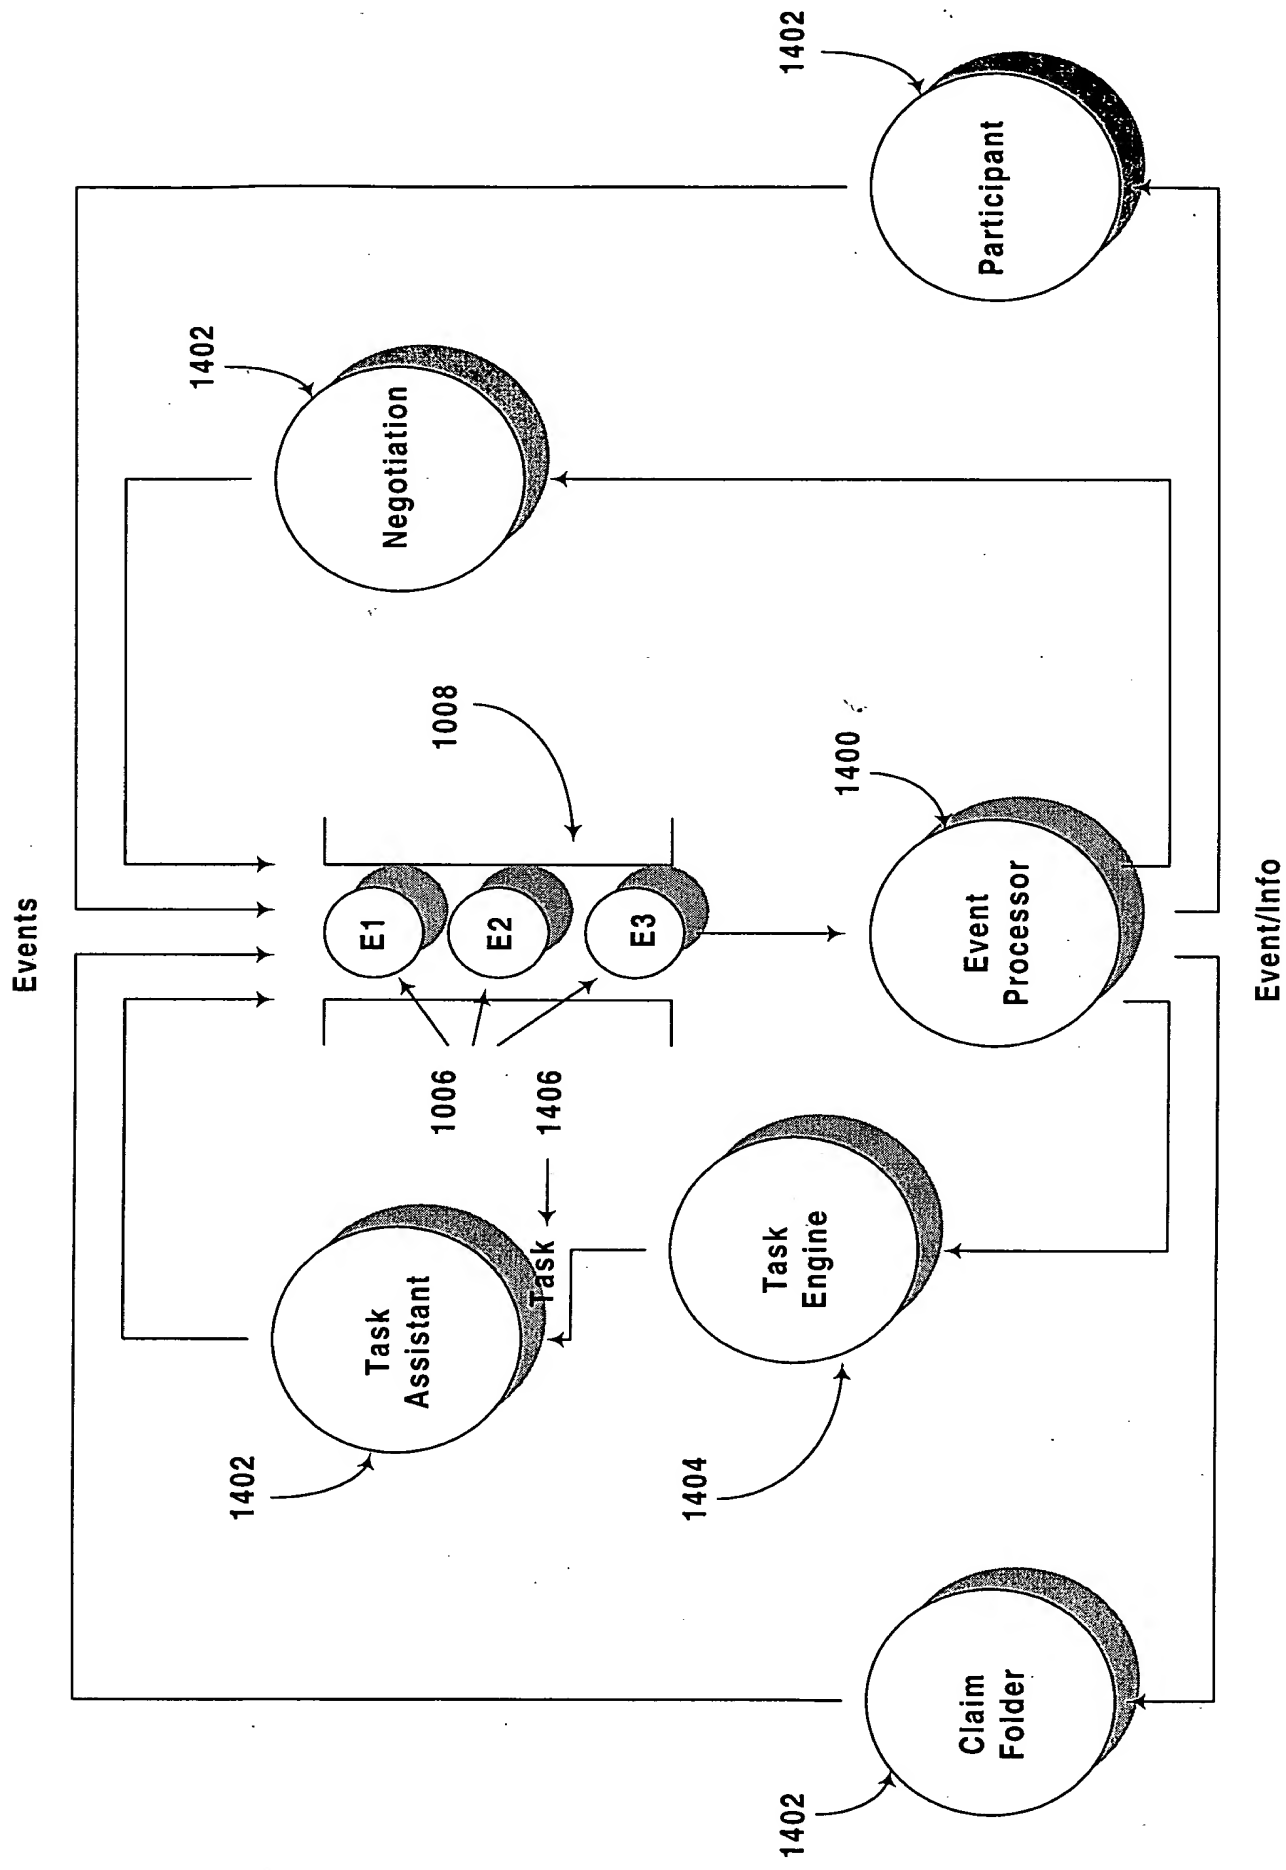 Events
1402
1402
Task
Assistant
E1
Negotiation
1006
1008
E2
Task
1406
E3
1404
Task
Engine
1402
1400
1402
Claim
Folder
Event
Processor
Participant
Event/Info